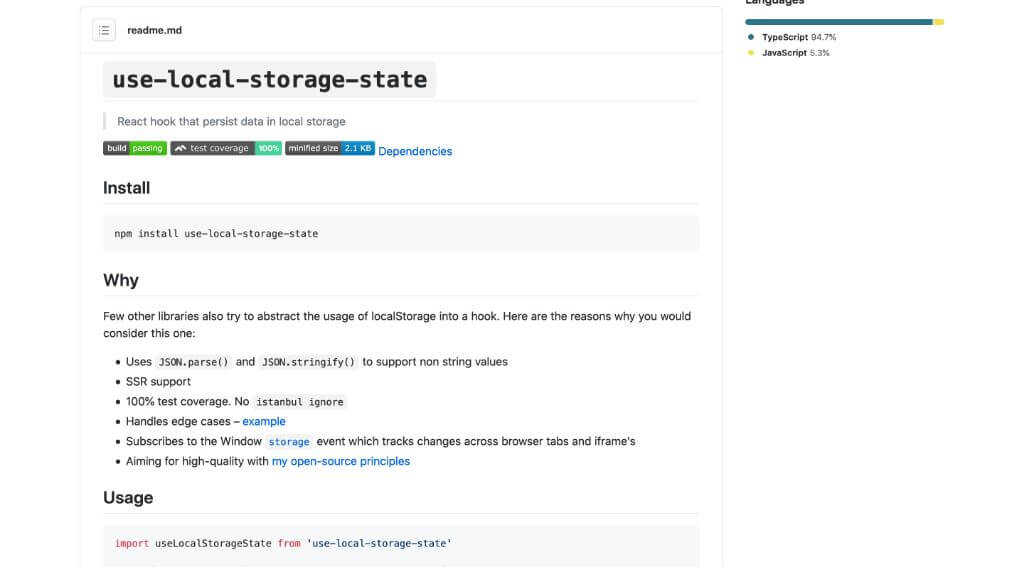 Languages
TypeScript 94.7%
JavaScript 5.3%
readme.md
use-local-storage-state
React hook that persist data in local storage
build passing test coverage 100% minified size 2.1 KB Dependencies
Install
npm install use-local-storage-state
Why
Few other libraries also try to abstract the usage of localStorage into a hook. Here are the reasons why you would
consider this one:
• Uses JSON.parse() and JSON.stringify() to support non string values
• SSR support
• 100% test coverage. No istanbul ignore
• Handles edge cases – example
• Subscribes to the Window storage event which tracks changes across browser tabs and iframe's
• Aiming for high-quality with my open-source principles
Usage
import useLocalStorageState from 'use-local-storage-state'